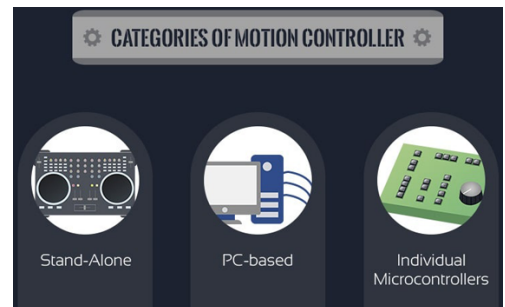 CATEGORIES OF MOTION CONTROLLER
Stand-Alone
PC-based
Individual
Microcontrollers